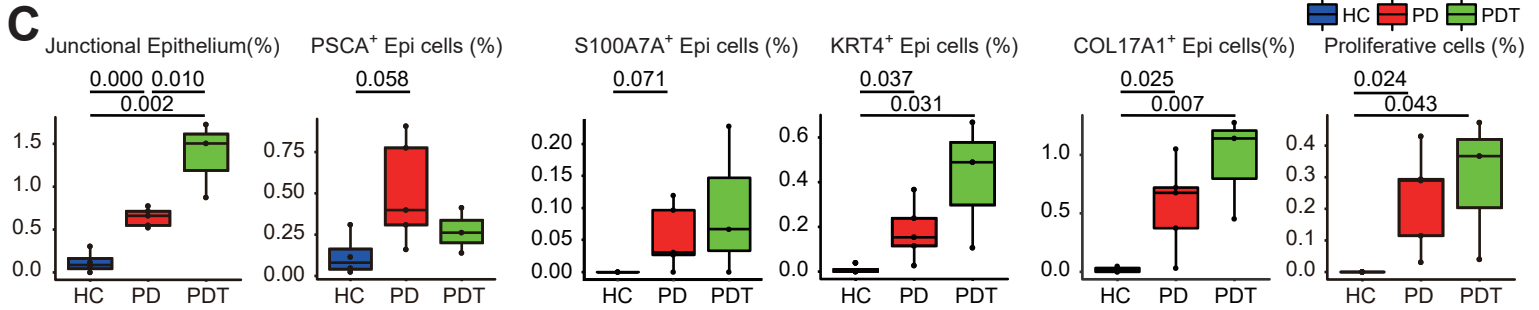 C
HC PD PDT
Junctional Epithelium(%)
0.000 0.010
0.002
1.5
1.0
0.5
0.0
HC PD PDT
PSCA⁺ Epi cells (%)
0.058
0.75
0.50
0.25
0.00
HC PD PDT
S100A7A⁺ Epi cells (%)
0.071
0.20
0.15
0.10
0.05
0.00
HC PD PDT
KRT4⁺ Epi cells (%)
0.037
0.031
0.6
0.4
0.2
0.0
HC PD PDT
COL17A1⁺ Epi cells(%)
0.025
0.007
1.0
0.5
0.0
HC PD PDT
Proliferative cells (%)
0.024
0.043
0.4
0.3
0.2
0.1
0.0
HC PD PDT